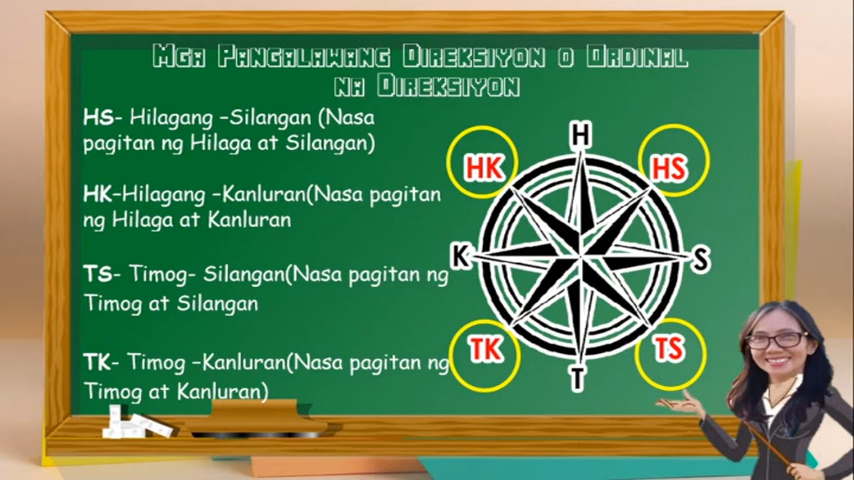 Mga Pangalawang Direksiyon o Ordinal
na Direksiyon
HS- Hilagang –Silangan (Nasa
pagitan ng Hilaga at Silangan)
HK–Hilagang –Kanluran(Nasa pagitan
ng Hilaga at Kanluran
TS- Timog- Silangan(Nasa pagitan ng
Timog at Silangan
TK- Timog –Kanluran(Nasa pagitan ng
Timog at Kanluran)
H
HK
HS
K
S
TK
TS
T